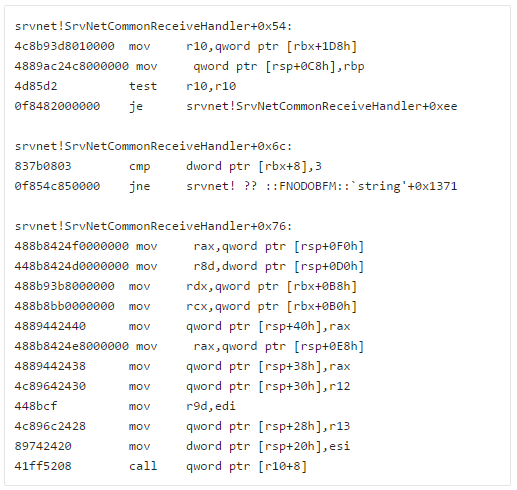 srvnet!SrvNetCommonReceiveHandler+0x54:
4c8b93d8010000  mov     r10,qword ptr [rbx+1D8h]
4889ac24c8000000 mov     qword ptr [rsp+0C8h],rbp
4d85d2          test    r10,r10
0f8482000000    je      srvnet!SrvNetCommonReceiveHandler+0xee

srvnet!SrvNetCommonReceiveHandler+0x6c:
837b0803        cmp     dword ptr [rbx+8],3
0f854c850000    jne     srvnet! ?? ::FNODOBFM::`string'+0x1371

srvnet!SrvNetCommonReceiveHandler+0x76:
488b8424f0000000 mov     rax,qword ptr [rsp+0F0h]
448b8424d0000000 mov     r8d,dword ptr [rsp+0D0h]
488b93b8000000  mov     rdx,qword ptr [rbx+0B8h]
488b8bb0000000  mov     rcx,qword ptr [rbx+0B0h]
4889442440      mov     qword ptr [rsp+40h],rax
488b8424e8000000 mov     rax,qword ptr [rsp+0E8h]
4889442438      mov     qword ptr [rsp+38h],rax
4c89642430      mov     qword ptr [rsp+30h],r12
448bcf          mov     r9d,edi
4c896c2428      mov     qword ptr [rsp+28h],r13
89742420        mov     dword ptr [rsp+20h],esi
41ff5208        call    qword ptr [r10+8]